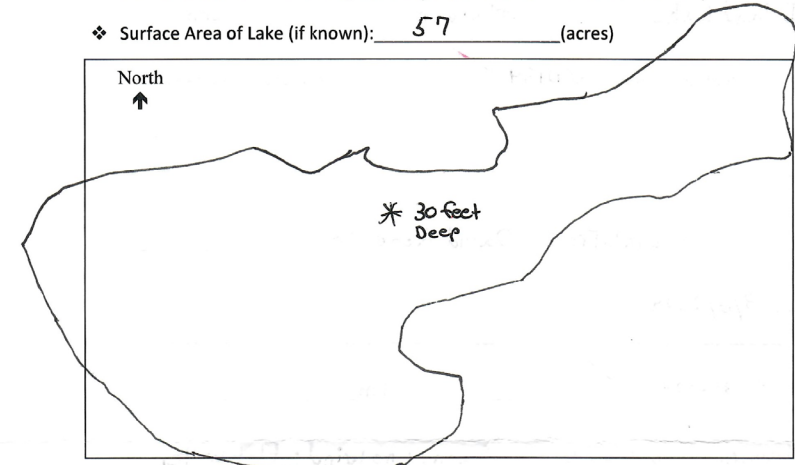 ❖ Surface Area of Lake (if known): 57 (acres)
North
30 feet
Deep